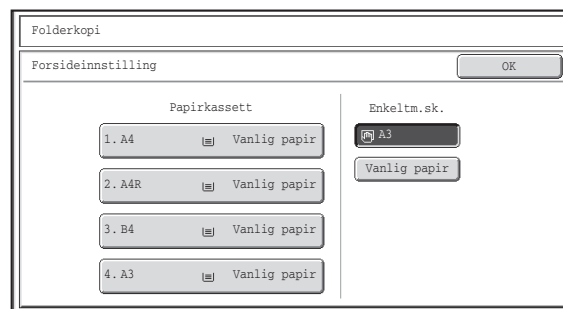 Folderkopi
Forsideinnstilling
OK
Papirkassett
1. A4 Vanlig papir
2. A4R Vanlig papir
3. B4 Vanlig papir
4. A3 Vanlig papir
Enkeltm.sk.
A3
Vanlig papir